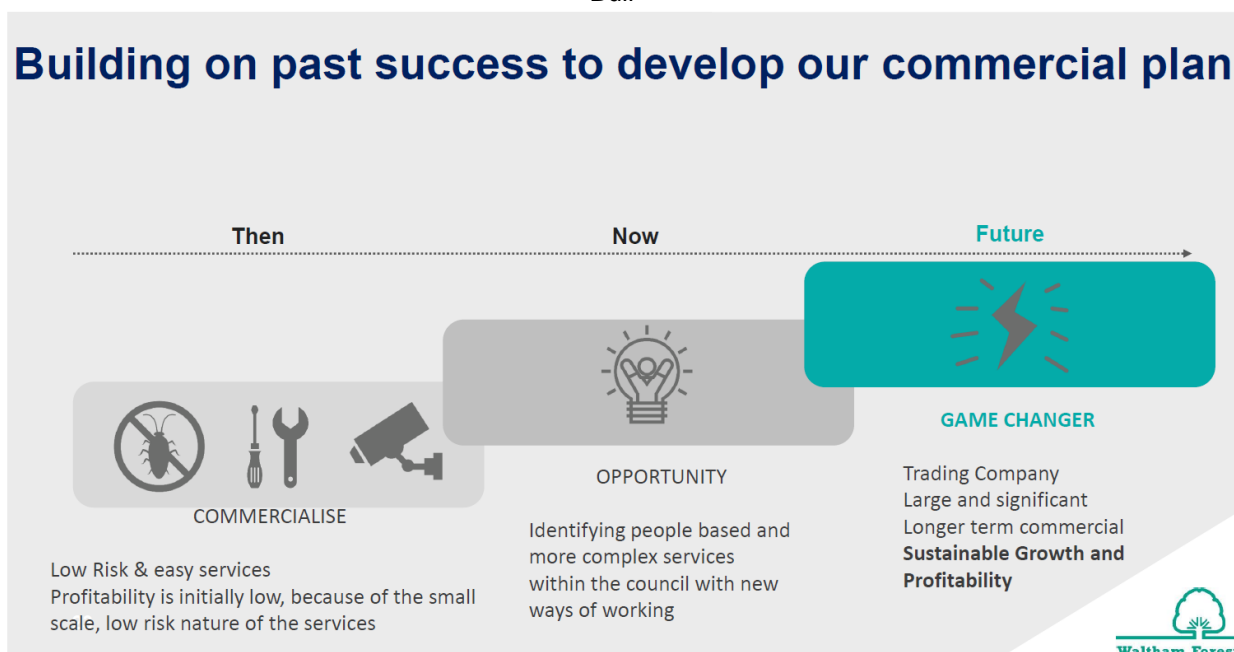 Building on past success to develop our commercial plan
Then
Now
Future
COMMERCIALISE
Low Risk & easy services
Profitability is initially low, because of the small
scale, low risk nature of the services
OPPORTUNITY
Identifying people based and
more complex services
within the council with new
ways of working
GAME CHANGER
Trading Company
Large and significant
Longer term commercial
Sustainable Growth and
Profitability
Waltham